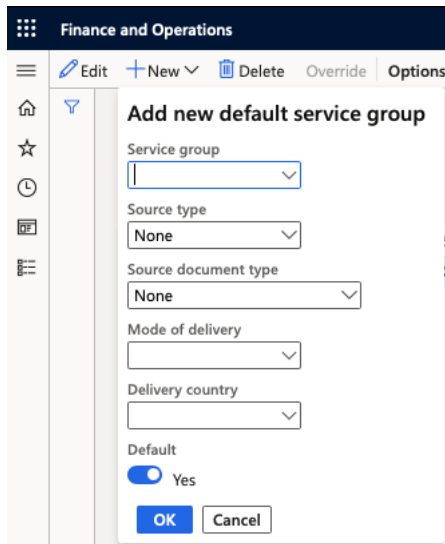 Finance and Operations
Edit New Delete Override Options
Add new default service group
Service group
Source type
None
Source document type
None
Mode of delivery
Delivery country
Default
Yes
OK Cancel